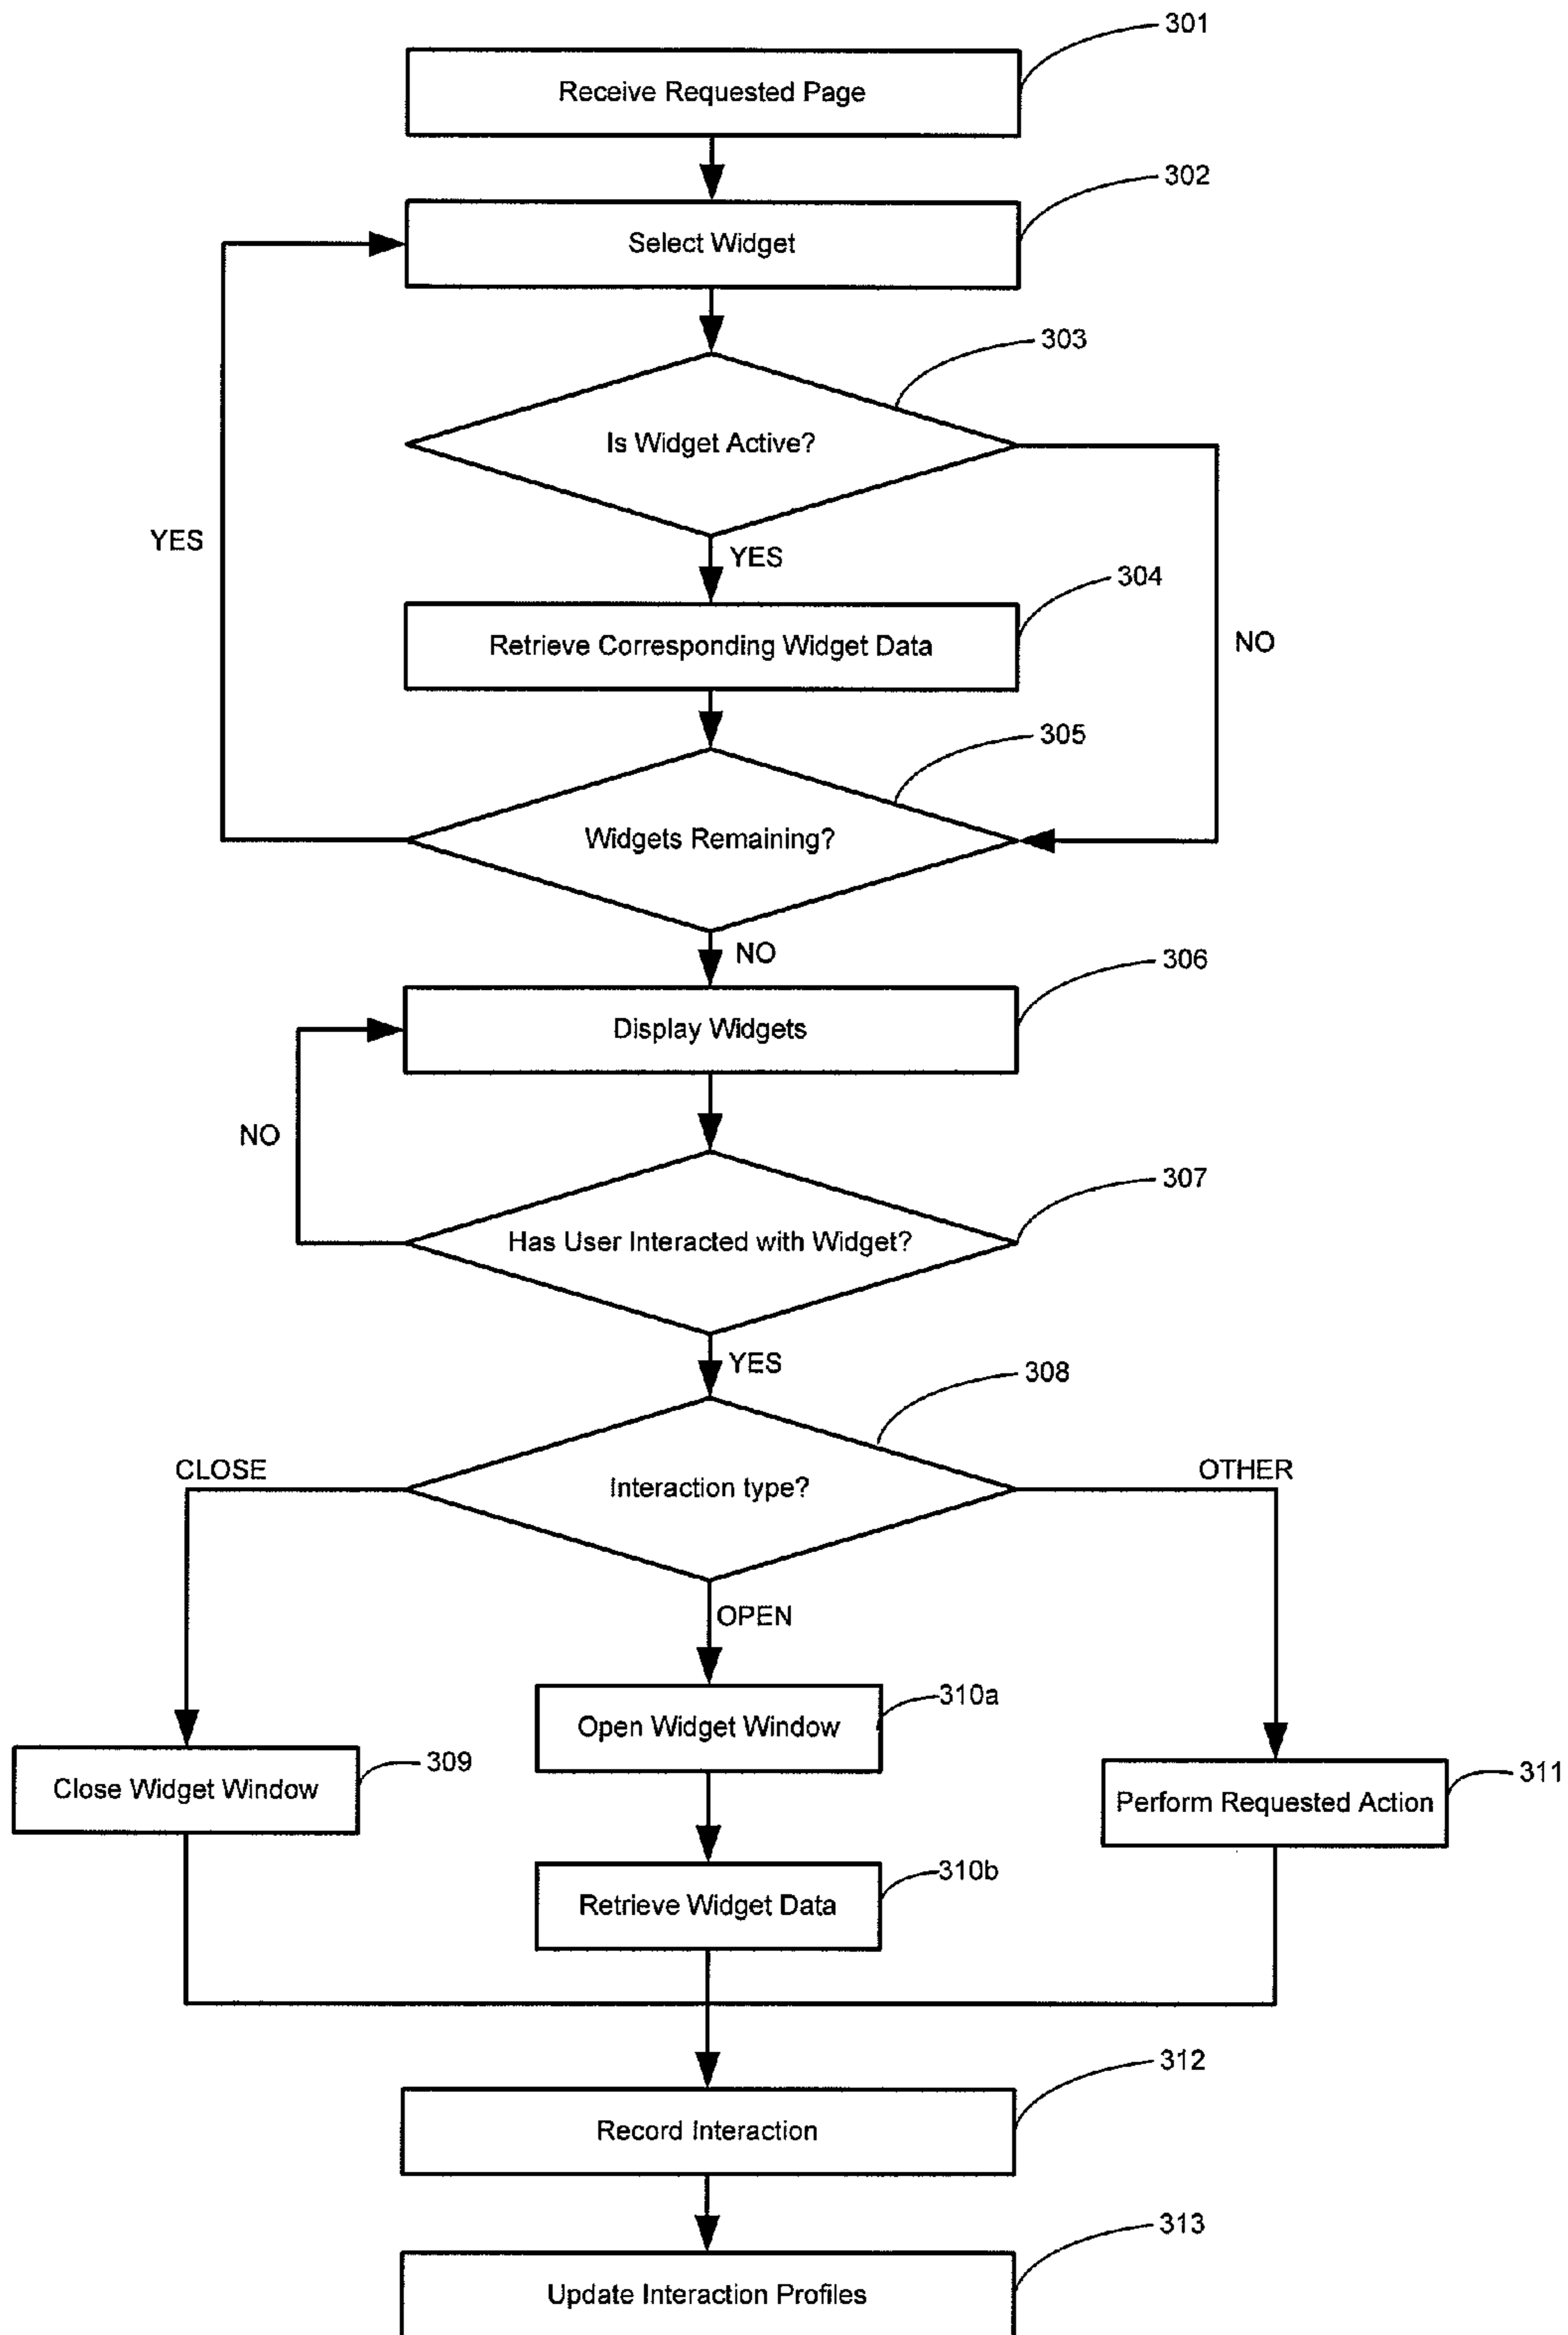 301
Receive Requested Page
302
Select Widget
303
Is Widget Active?
YES
YES
304
Retrieve Corresponding Widget Data
NO
305
Widgets Remaining?
NO
306
Display Widgets
NO
307
Has User Interacted with Widget?
YES
308
CLOSE
OTHER
Interaction type?
OPEN
310a
Open Widget Window
309
Close Widget Window
311
Perform Requested Action
310b
Retrieve Widget Data
312
Record Interaction
313
Update Interaction Profiles